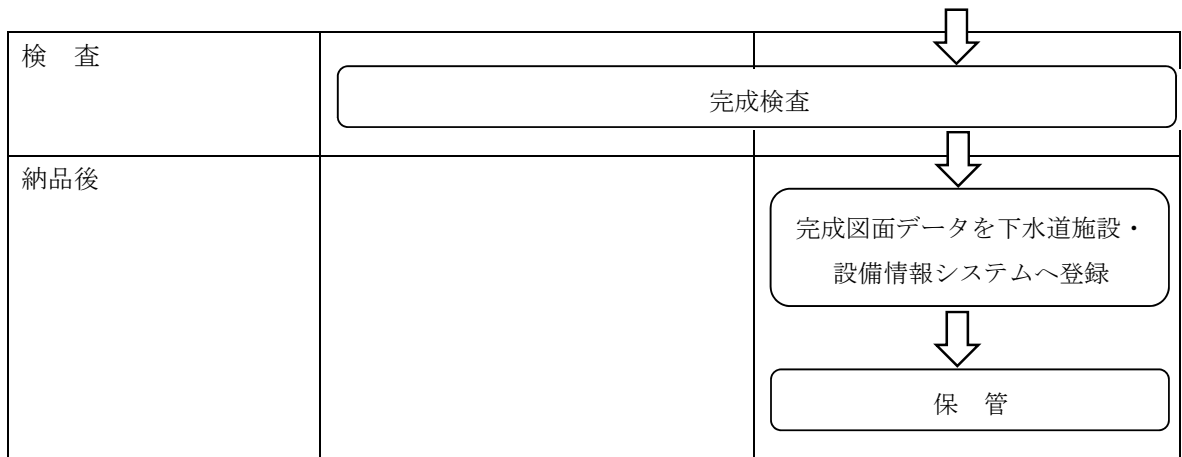 検　査
完成検査
納品後
完成図面データを下水道施設・
設備情報システムへ登録
保　管